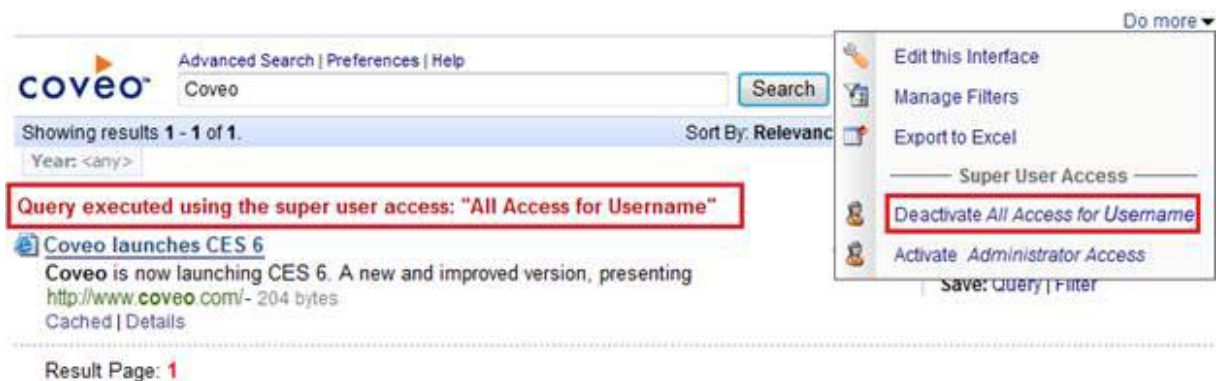 Do more
Advanced Search | Preferences | Help
coveo™
Coveo
Search
Showing results 1 - 1 of 1.
Sort By: Relevanc
Year: <any>
Query executed using the super user access: "All Access for Username"
Coveo launches CES 6
Coveo is now launching CES 6. A new and improved version, presenting
http://www.coveo.com/- 204 bytes
Cached | Details
Result Page: 1
Edit this Interface
Manage Filters
Export to Excel
Super User Access
Deactivate All Access for Username
Activate Administrator Access
Save: Query | Filter